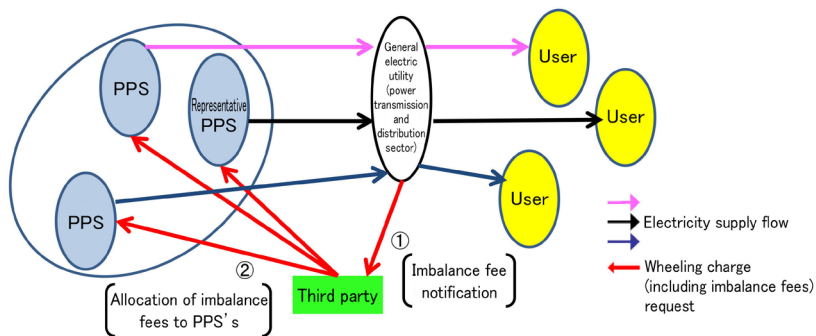 PPS
Representative
PPS
PPS
General
electric
utility
(power
transmission
and
distribution
sector)
User
User
User
Electricity supply flow
Wheeling charge
(including imbalance fees)
request
①
Imbalance fee
notification
②
Allocation of imbalance
fees to PPS's
Third party